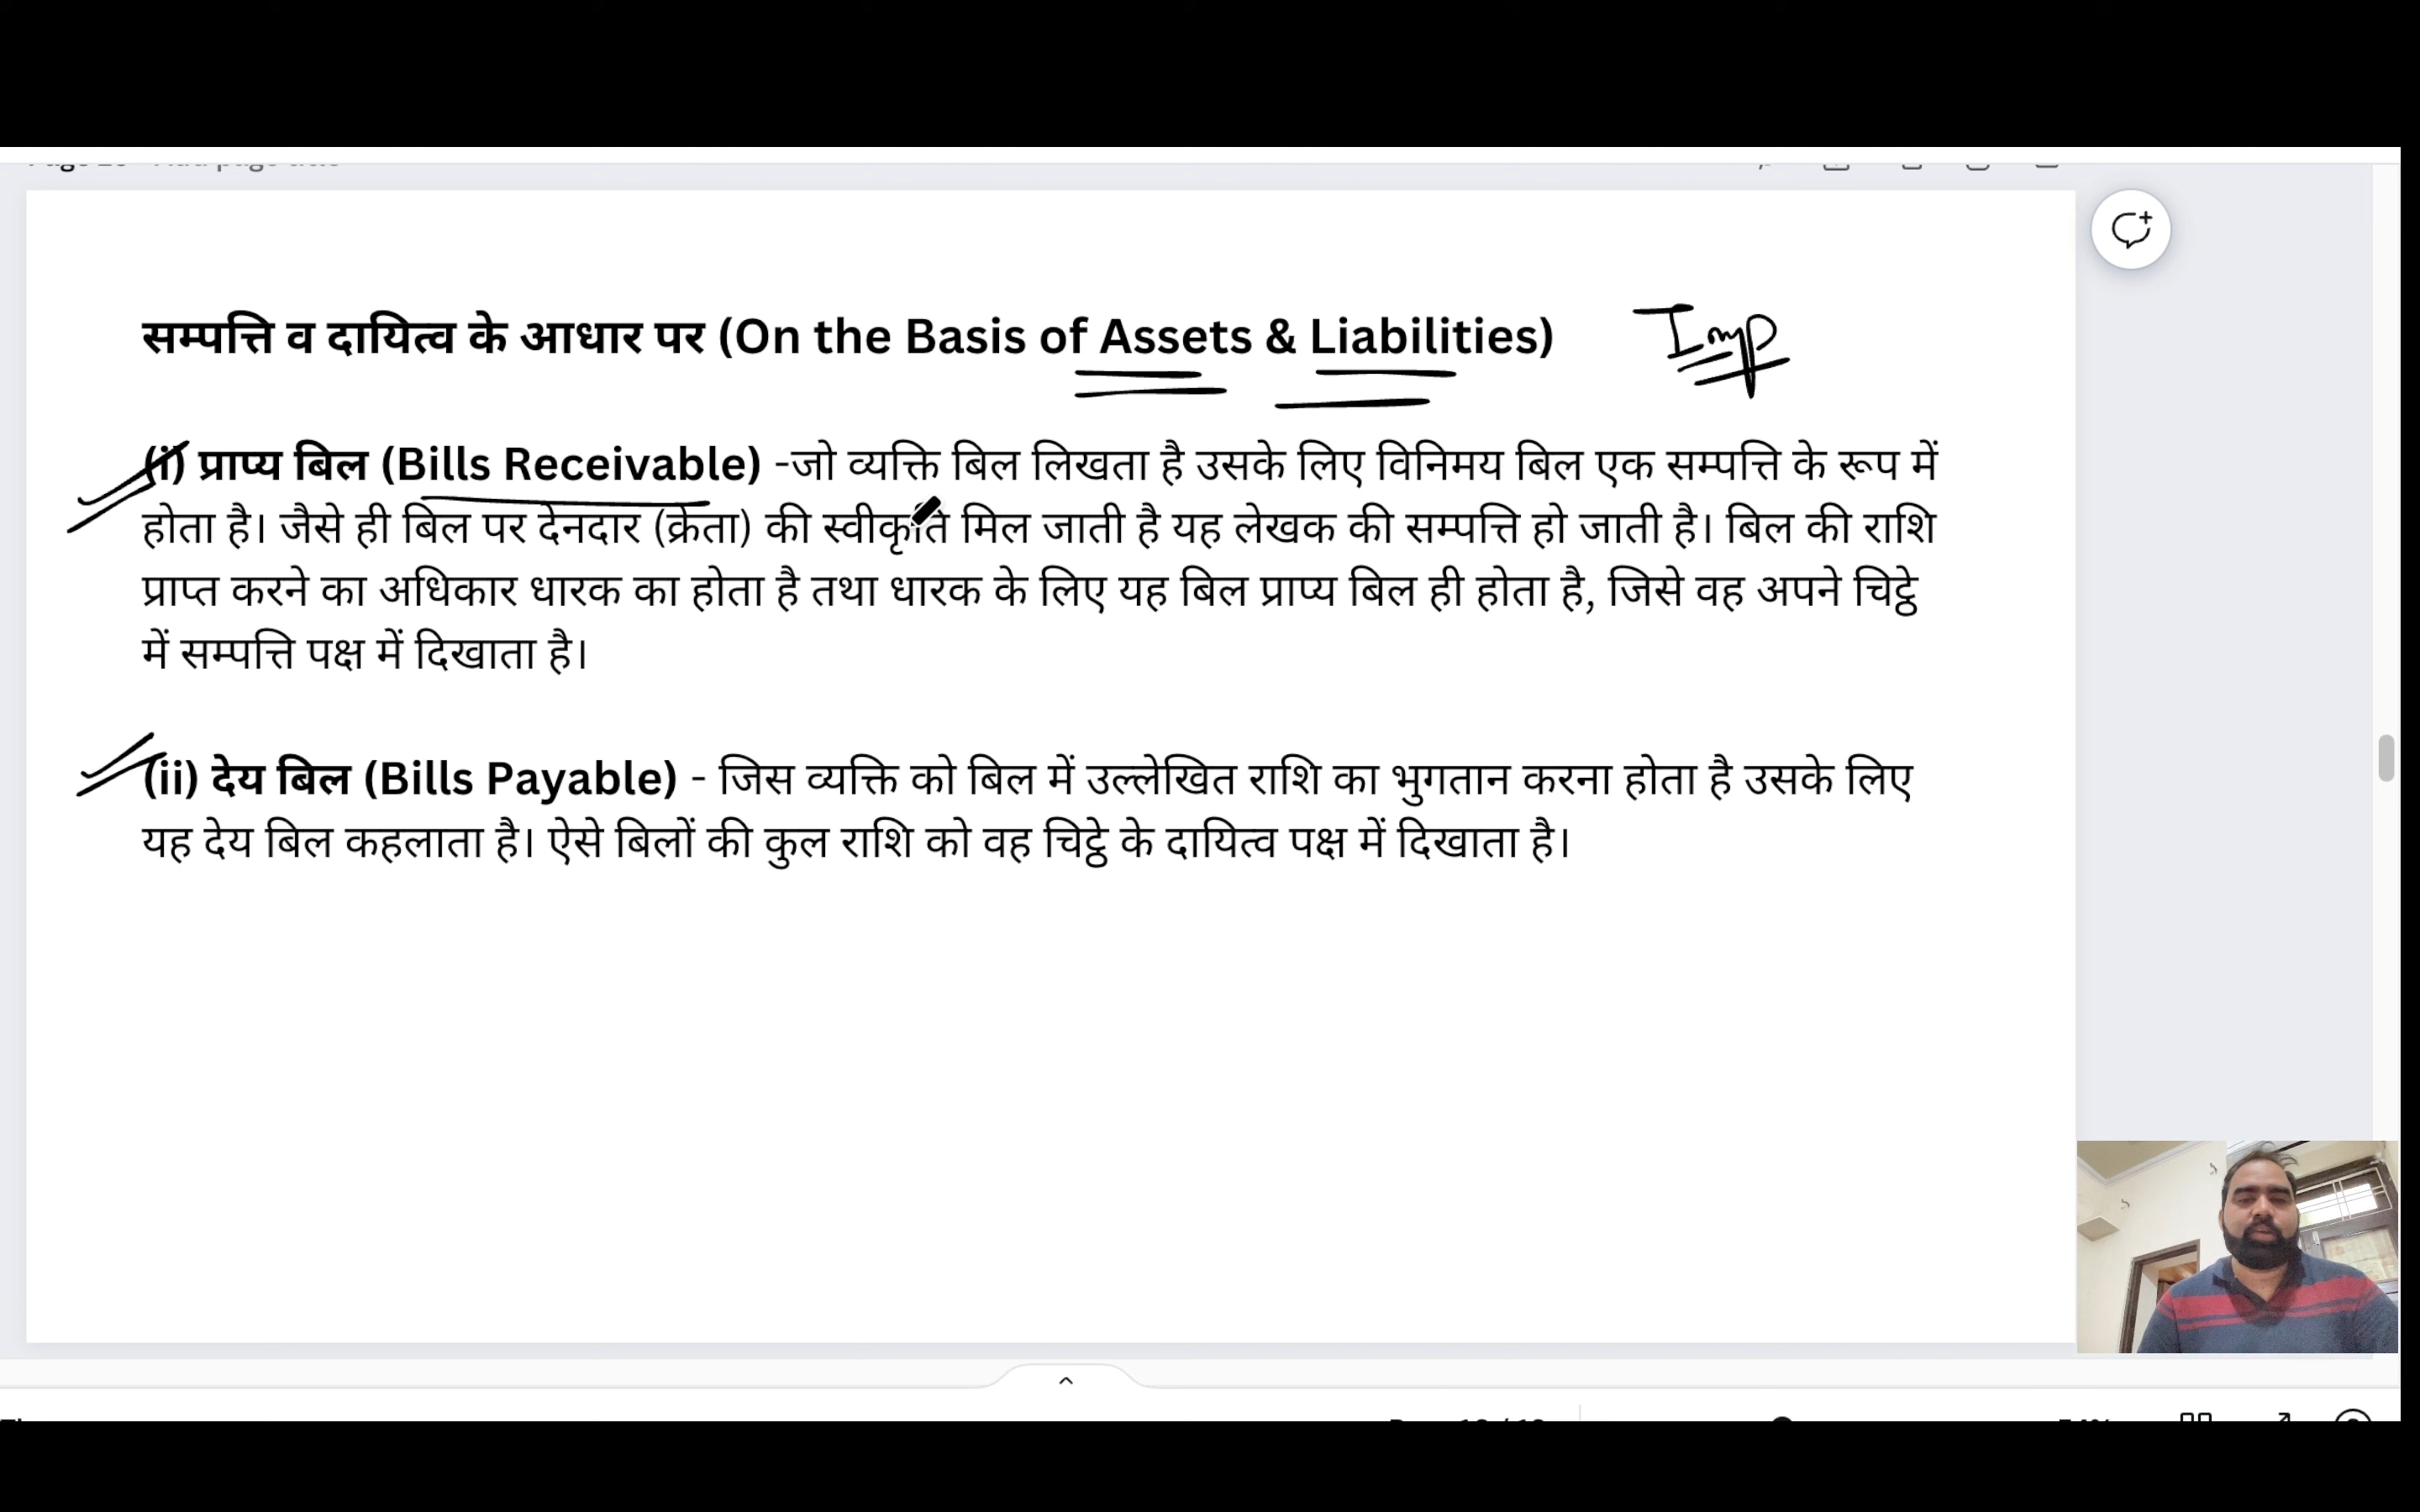 सम्पत्ति व दायित्व के आधार पर (On the Basis of Assets & Liabilities) Imp
(i) प्राप्य बिल (Bills Receivable) -जो व्यक्ति बिल लिखता है उसके लिए विनिमय बिल एक सम्पत्ति के रूप में
होता है। जैसे ही बिल पर देनदार (क्रेता) की स्वीकृति मिल जाती है यह लेखक की सम्पत्ति हो जाती है। बिल की राशि
प्राप्त करने का अधिकार धारक का होता है तथा धारक के लिए यह बिल प्राप्य बिल ही होता है, जिसे वह अपने चिट्ठे
में सम्पत्ति पक्ष में दिखाता है।
(ii) देय बिल (Bills Payable) - जिस व्यक्ति को बिल में उल्लेखित राशि का भुगतान करना होता है उसके लिए
यह देय बिल कहलाता है। ऐसे बिलों की कुल राशि को वह चिट्ठे के दायित्व पक्ष में दिखाता है।